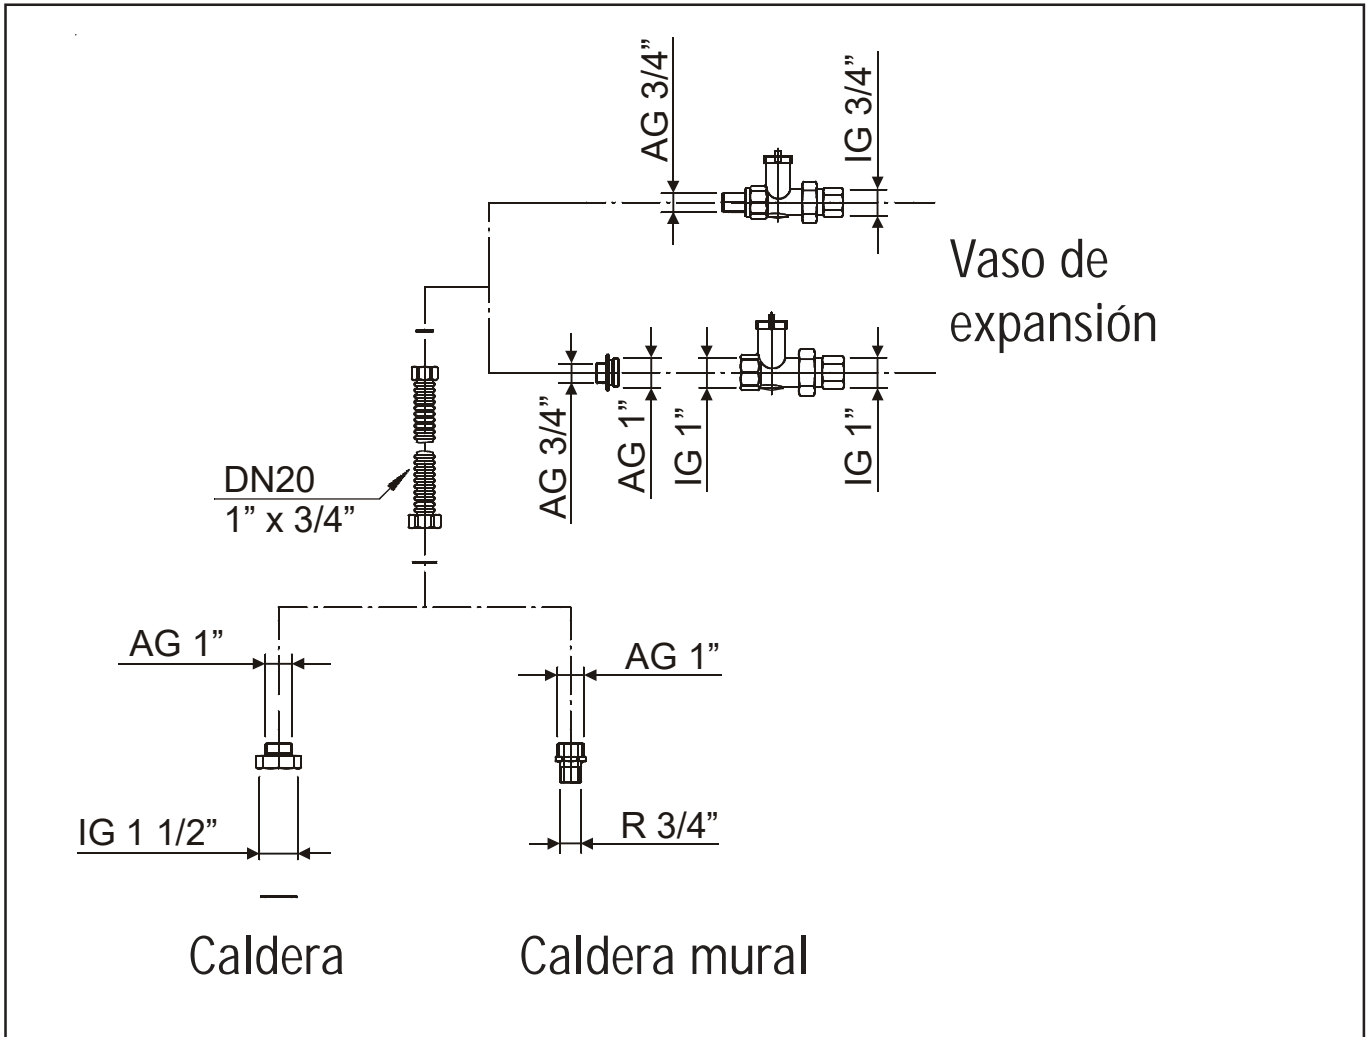 AG 3/4”
IG 3/4”
Vaso de
expansión
AG 3/4”
AG 1”
IG 1”
IG 1”
DN20
1” x 3/4”
AG 1”
AG 1”
IG 1 1/2”
R 3/4”
Caldera
Caldera mural